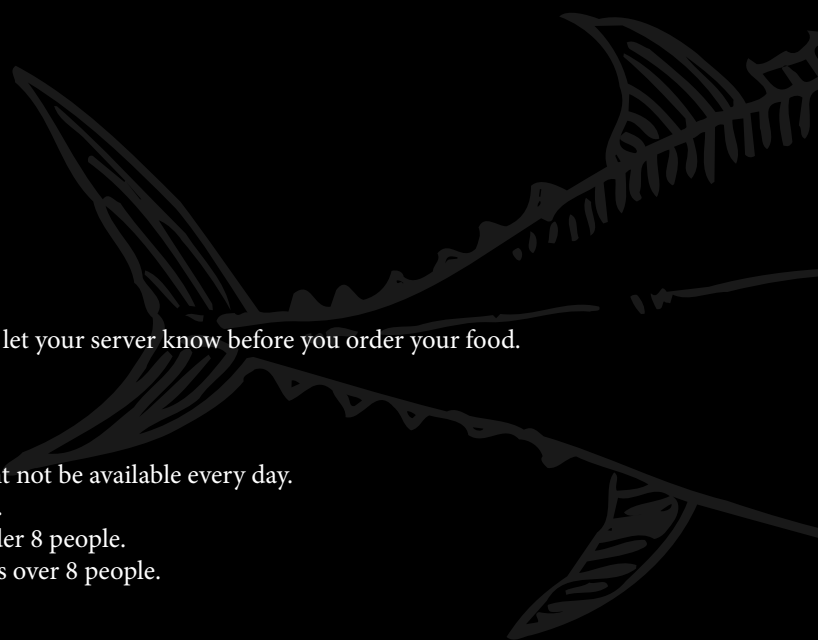 let your server know before you order your food.
not be available every day.
8 people.
over 8 people.